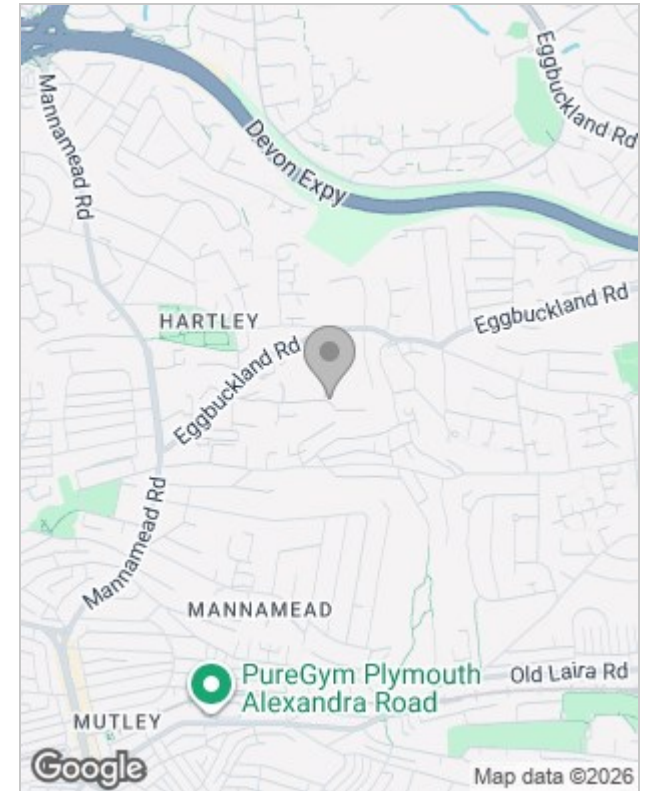 Eggbuckland Rd
Mannamead Rd
Devon Expy
Eggbuckland Rd
HARTLEY
Eggbuckland Rd
Mannamead Rd
MANNAMEAD
PureGym Plymouth
Alexandra Road
Old Laira Rd
MUTLEY
Google
Map data ©2026